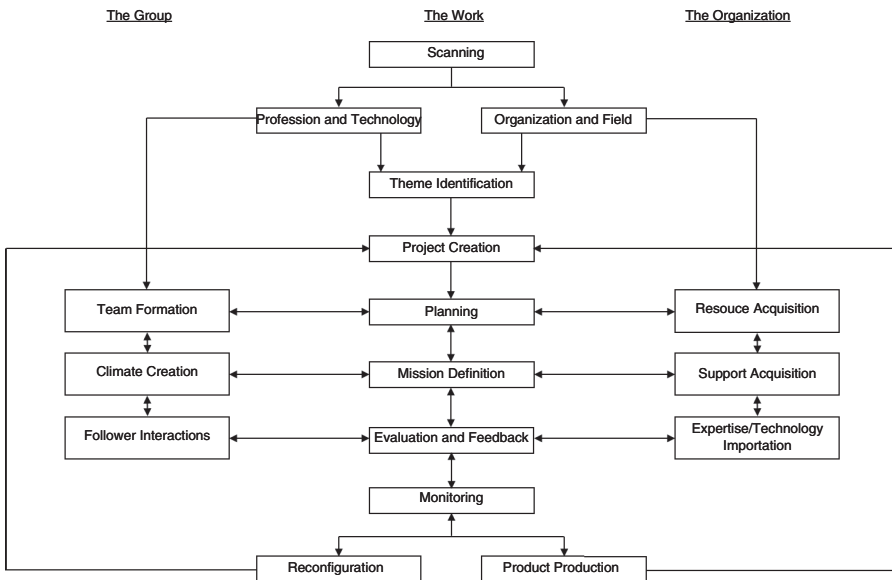 The Group
The Work
The Organization
Scanning
Profession and Technology
Organization and Field
Theme Identification
Project Creation
Team Formation
Planning
Resouce Acquisition
Climate Creation
Mission Definition
Support Acquisition
Follower Interactions
Evaluation and Feedback
Expertise/Technology
Importation
Monitoring
Reconfiguration
Product Production